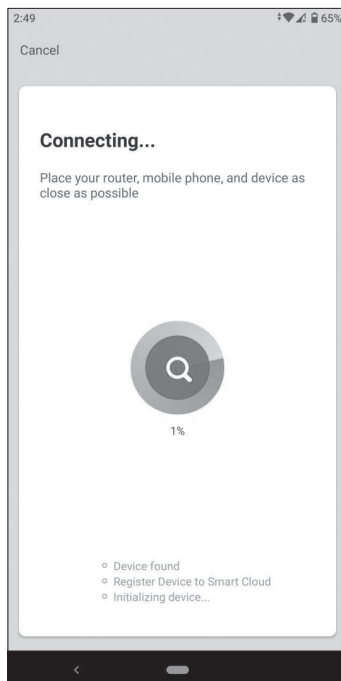 2:49
65%
Cancel
Connecting...
Place your router, mobile phone, and device as
close as possible
1%
Device found
Register Device to Smart Cloud
Initializing device...